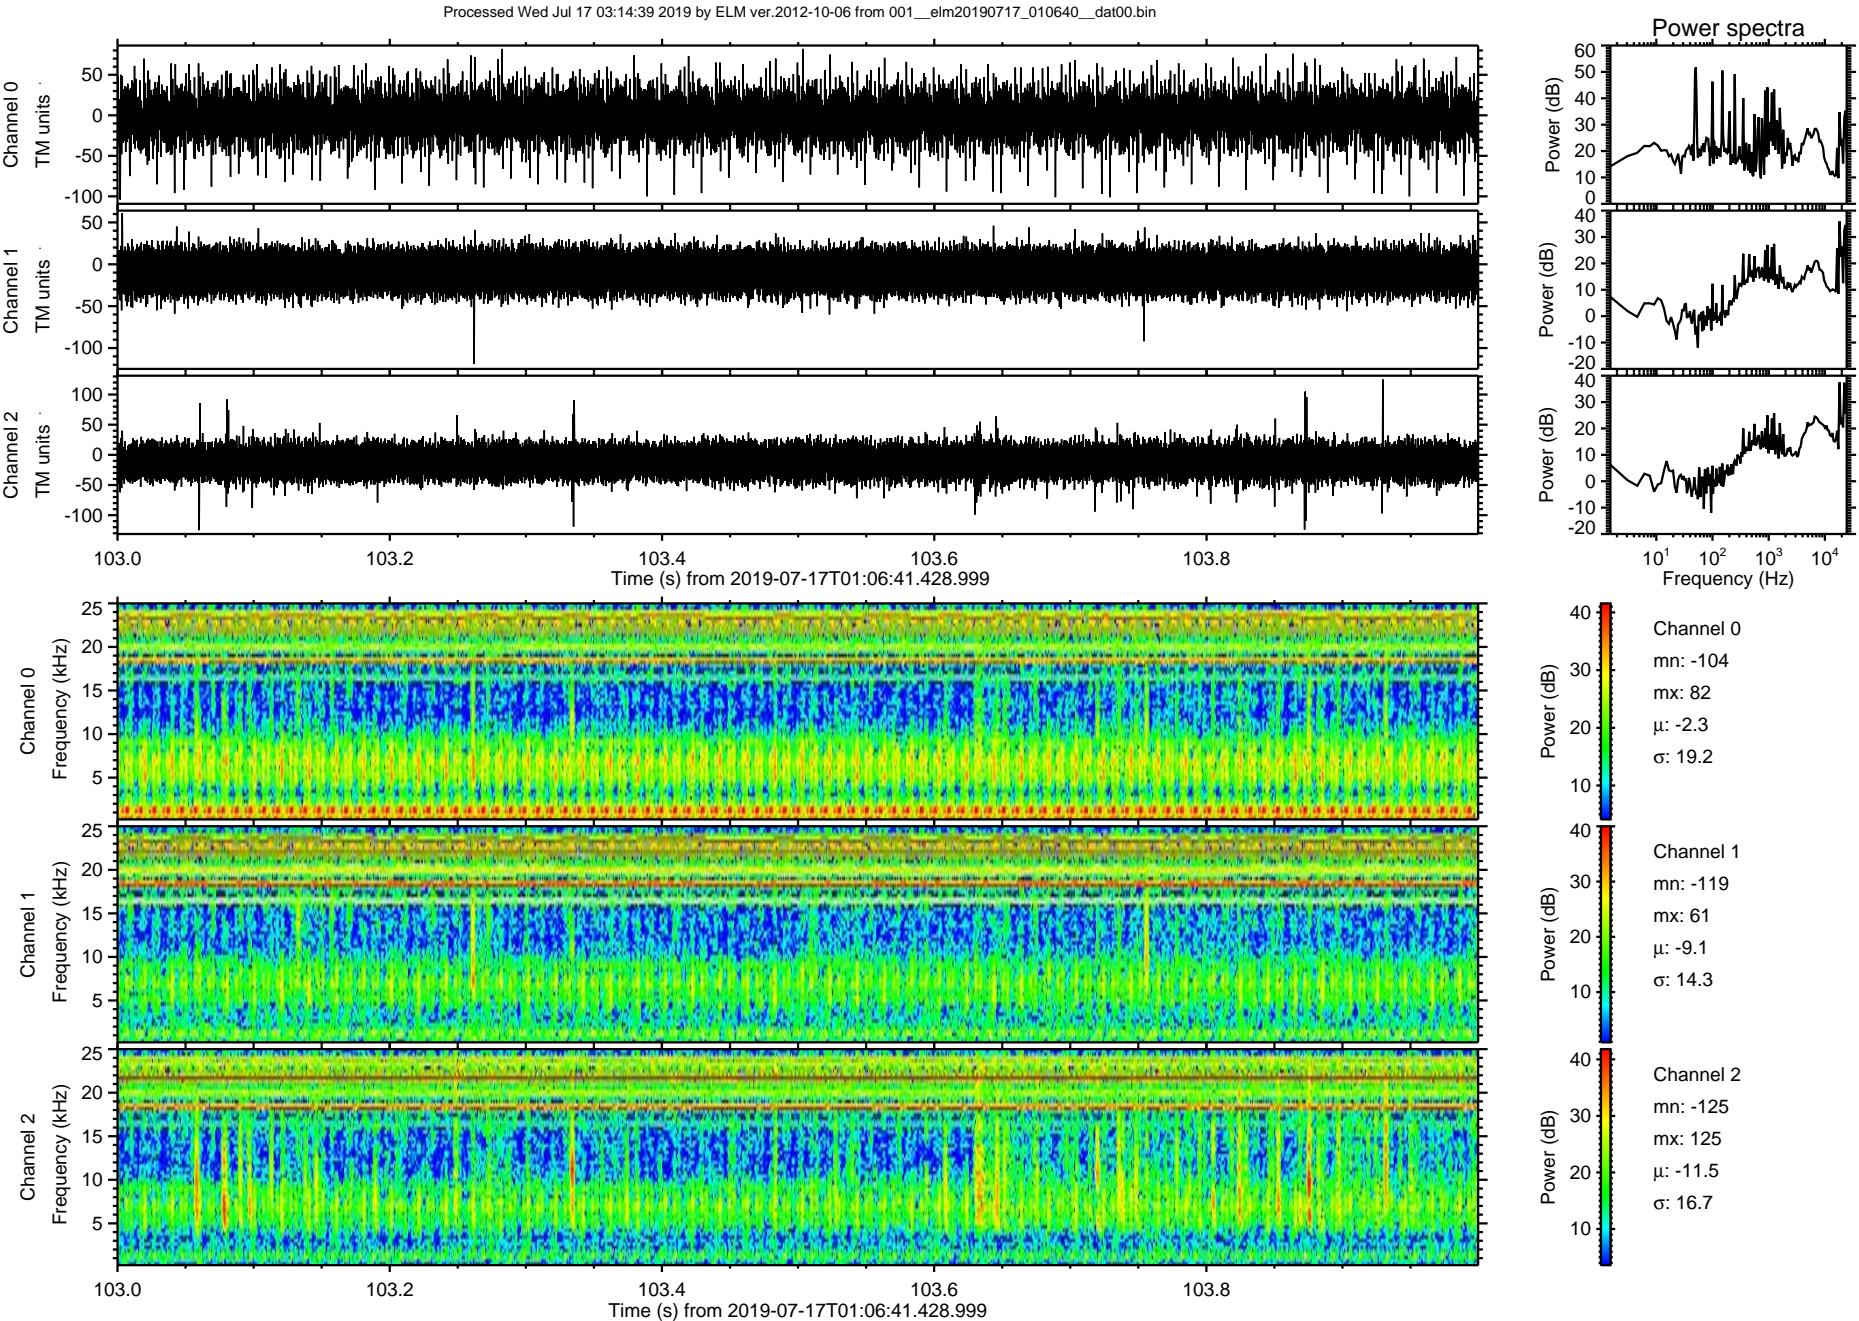 Processed Wed Jul 17 03:14:39 2019 by ELM ver.2012-10-06 from 001__elm20190717_010640__dat00.bin
Power spectra
Channel 0
TM units
50
0
-50
-100
Power (dB)
60
50
40
30
20
10
0
Channel 1
TM units
50
0
-50
-100
Power (dB)
40
30
20
10
0
-10
-20
Channel 2
TM units
100
50
0
-50
-100
Power (dB)
40
30
20
10
0
-10
-20
103.0 103.2 103.4 103.6 103.8
Time (s) from 2019-07-17T01:06:41.428.999
10¹ 10² 10³ 10⁴
Frequency (Hz)
Channel 0
Frequency (kHz)
25
20
15
10
5
Power (dB)
40
30
20
10
Channel 0
mn: -104
mx: 82
µ: -2.3
σ: 19.2
Channel 1
Frequency (kHz)
25
20
15
10
5
Power (dB)
40
30
20
10
Channel 1
mn: -119
mx: 61
µ: -9.1
σ: 14.3
Channel 2
Frequency (kHz)
25
20
15
10
5
Power (dB)
40
30
20
10
Channel 2
mn: -125
mx: 125
µ: -11.5
σ: 16.7
103.0 103.2 103.4 103.6 103.8
Time (s) from 2019-07-17T01:06:41.428.999